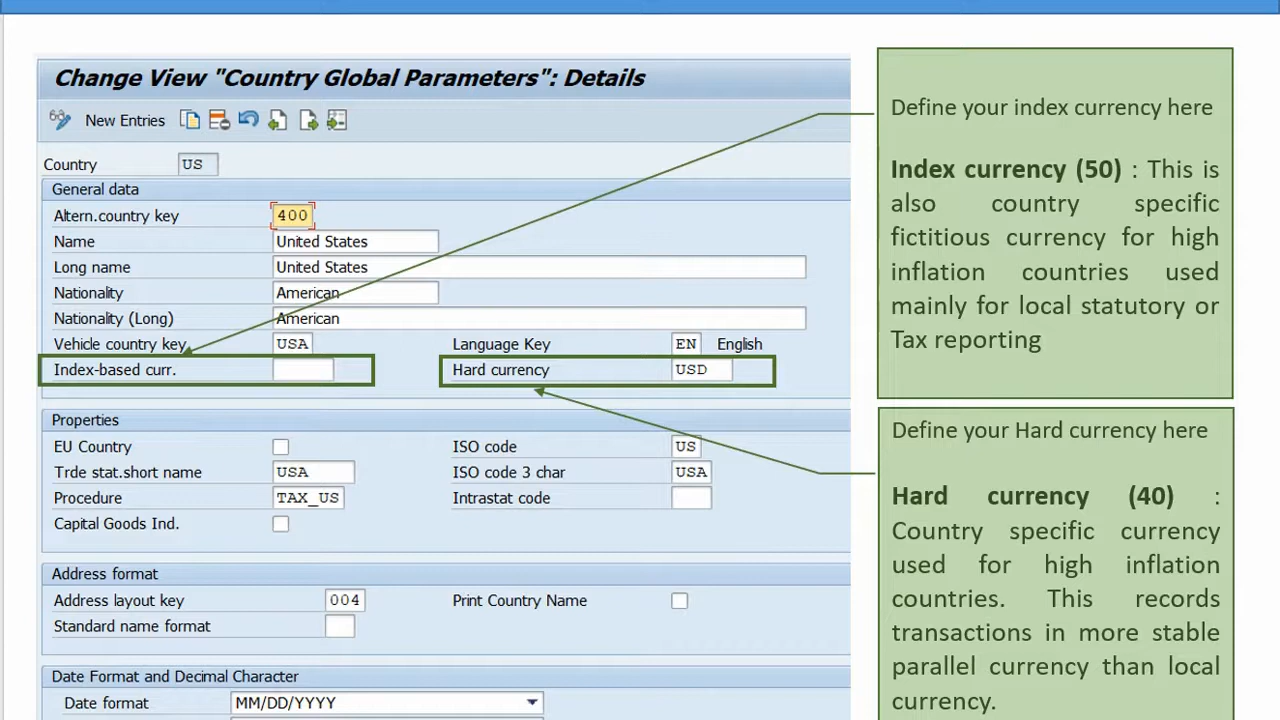 Change View "Country Global Parameters": Details
New Entries
Country US
General data
Altern.country key 400
Name United States
Long name United States
Nationality American
Nationality (Long) American
Vehicle country key USA Language Key EN English
Index-based curr. Hard currency USD
Properties
EU Country ISO code US
Trde stat.short name USA ISO code 3 char USA
Procedure TAX_US Intrastat code
Capital Goods Ind.
Address format
Address layout key 004 Print Country Name
Standard name format
Date Format and Decimal Character
Date format MM/DD/YYYY
Define your index currency here
Index currency (50) : This is
also country specific
fictitious currency for high
inflation countries used
mainly for local statutory or
Tax reporting
Define your Hard currency here
Hard currency (40) :
Country specific currency
used for high inflation
countries. This records
transactions in more stable
parallel currency than local
currency.